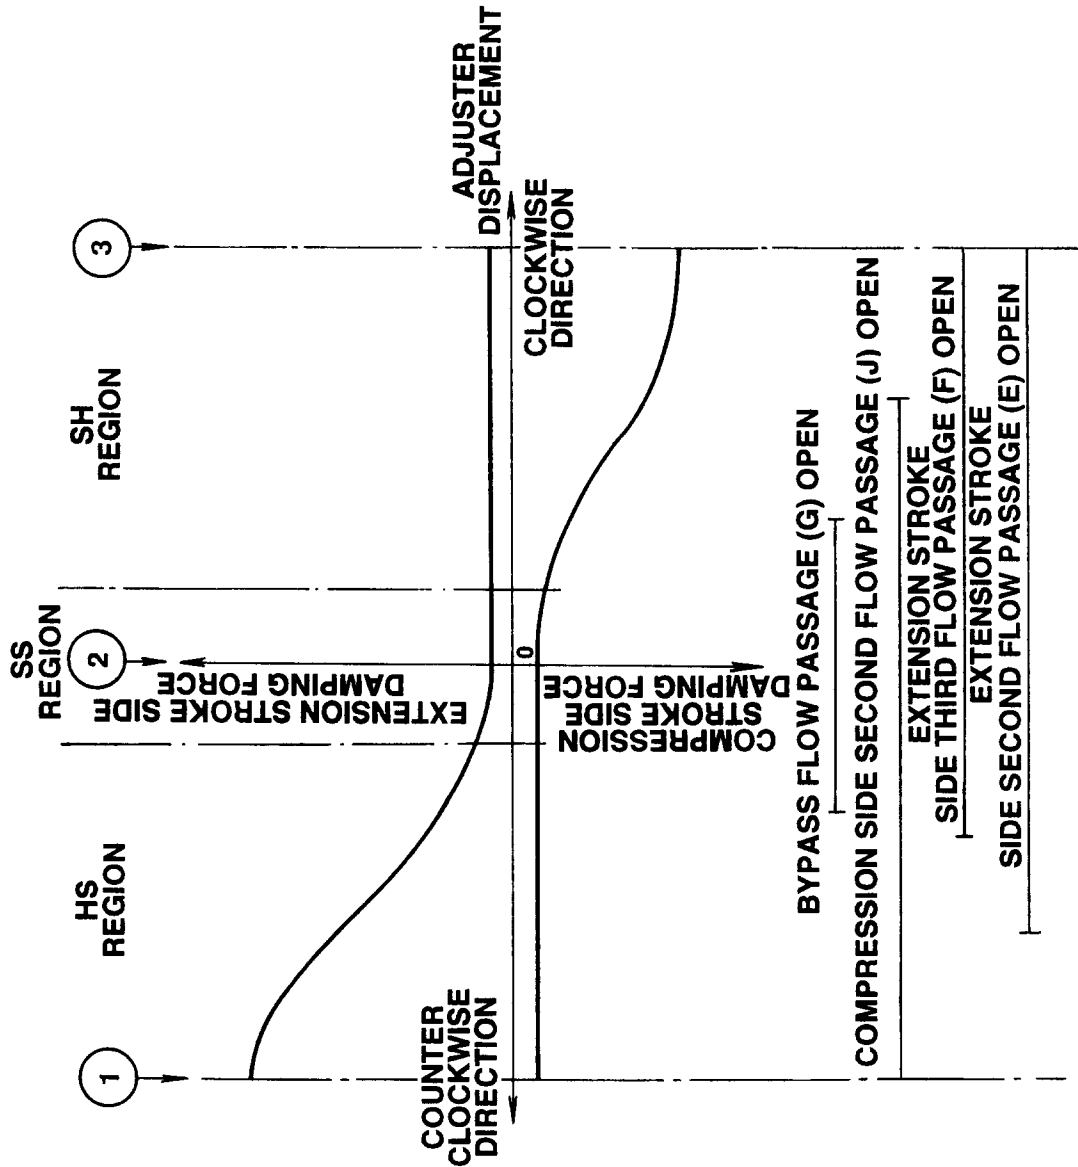 1
2
3
HS
REGION
SS
REGION
SH
REGION
EXTENSION STROKE SIDE
DAMPING FORCE
COMPRESSION
STROKE SIDE
DAMPING FORCE
0
COUNTER
CLOCKWISE
DIRECTION
ADJUSTER
DISPLACEMENT
CLOCKWISE
DIRECTION
BYPASS FLOW PASSAGE (G) OPEN
COMPRESSION SIDE SECOND FLOW PASSAGE (J) OPEN
EXTENSION STROKE
SIDE THIRD FLOW PASSAGE (F) OPEN
EXTENSION STROKE
SIDE SECOND FLOW PASSAGE (E) OPEN